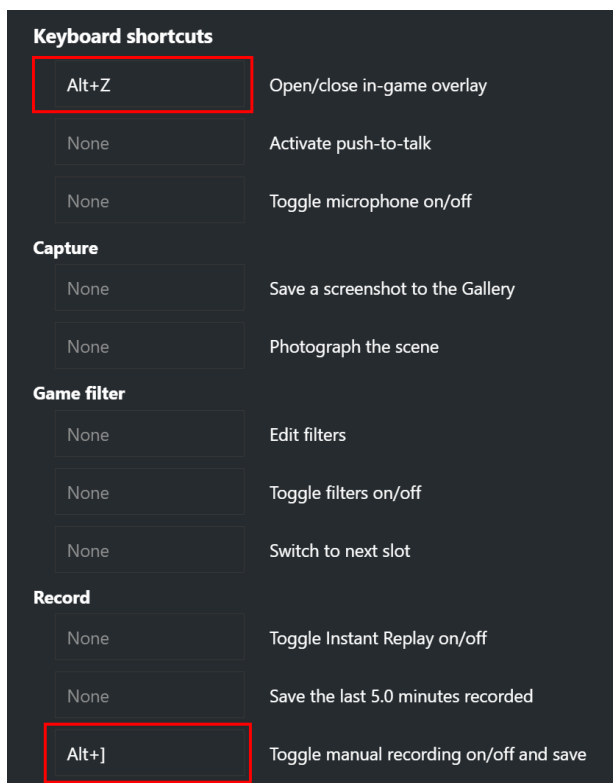 Keyboard shortcuts
Alt+Z Open/close in-game overlay
None Activate push-to-talk
None Toggle microphone on/off
Capture
None Save a screenshot to the Gallery
None Photograph the scene
Game filter
None Edit filters
None Toggle filters on/off
None Switch to next slot
Record
None Toggle Instant Replay on/off
None Save the last 5.0 minutes recorded
Alt+] Toggle manual recording on/off and save